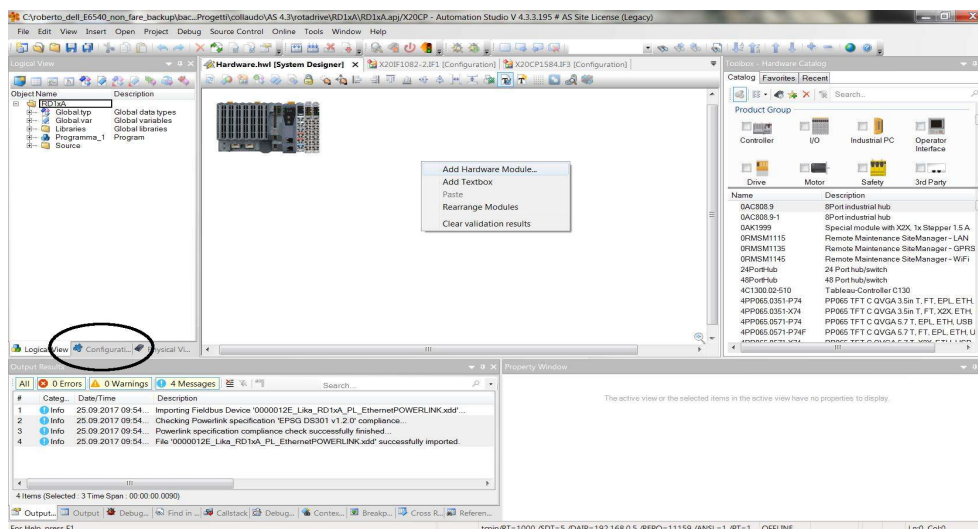 C:\roberto_dell_E6540_non_fare_backup\bac...Progetti\collaudo\AS 4.3\rotadrive\RD1xA\RD1xA.apj/X20CP - Automation Studio V 4.3.3.195 # AS Site License (Legacy)
File Edit View Insert Open Project Debug Source Control Online Tools Window Help
Logical View
Object Name Description
RD1xA
Global.typ Global data types
Global.var Global variables
Libraries Global libraries
Programma_1 Program
Source
Logical View Configurati... Physical Vi...
Hardware.hwl [System Designer] X20IF1082-2.IF1 [Configuration] X20CP1584.IF3 [Configuration]
Add Hardware Module...
Add Textbox
Paste
Rearrange Modules
Clear validation results
Toolbox - Hardware Catalog
Catalog Favorites Recent
Search...
Product Group
Controller I/O Industrial PC Operator Interface
Drive Motor Safety 3rd Party
Name Description
0AC808.9 8Port industrial hub
0AC808.9-1 8Port industrial hub
0AK1999 Special module with X2X, 1x Stepper 1.5 A
0RMSM1115 Remote Maintenance SiteManager - LAN
0RMSM1135 Remote Maintenance SiteManager - GPRS
0RMSM1145 Remote Maintenance SiteManager - WiFi
24PortHub 24 Port hub/switch
48PortHub 48 Port hub/switch
4C1300.02-510 Tableau-Controller C130
4PP065.0351-P74 PP065 TFT C QVGA 3.5in T, FT, EPL, ETH,
4PP065.0351-X74 PP065 TFT C QVGA 3.5in T, FT, X2X, ETH,
4PP065.0571-P74 PP065 TFT C QVGA 5.7 T, EPL, ETH, USB
4PP065.0571-P74F PP065 TFT C QVGA 5.7 T, FT, EPL, ETH, U
Output Results
All 0 Errors 0 Warnings 4 Messages Search...
# Categ... Date/Time Description
1 Info 25.09.2017 09:54... Importing Fieldbus Device '0000012E_Lika_RD1xA_PL_EthernetPOWERLINK.xdd'...
2 Info 25.09.2017 09:54... Checking Powerlink specification 'EPSG DS301 v1.2.0' compliance...
3 Info 25.09.2017 09:54... Powerlink specification compliance check successfully finished...
4 Info 25.09.2017 09:54... File '0000012E_Lika_RD1xA_PL_EthernetPOWERLINK.xdd' successfully imported.
4 Items (Selected : 3 Time Span : 00:00:00.0090)
Output... Output Debug... Find in ... Callstack Debug... Contex... Breakp... Cross R... Referen...
Property Window
The active view or the selected items in the active view have no properties to display.
For Help, press F1
OFFLINE
Ln:0, Col:0